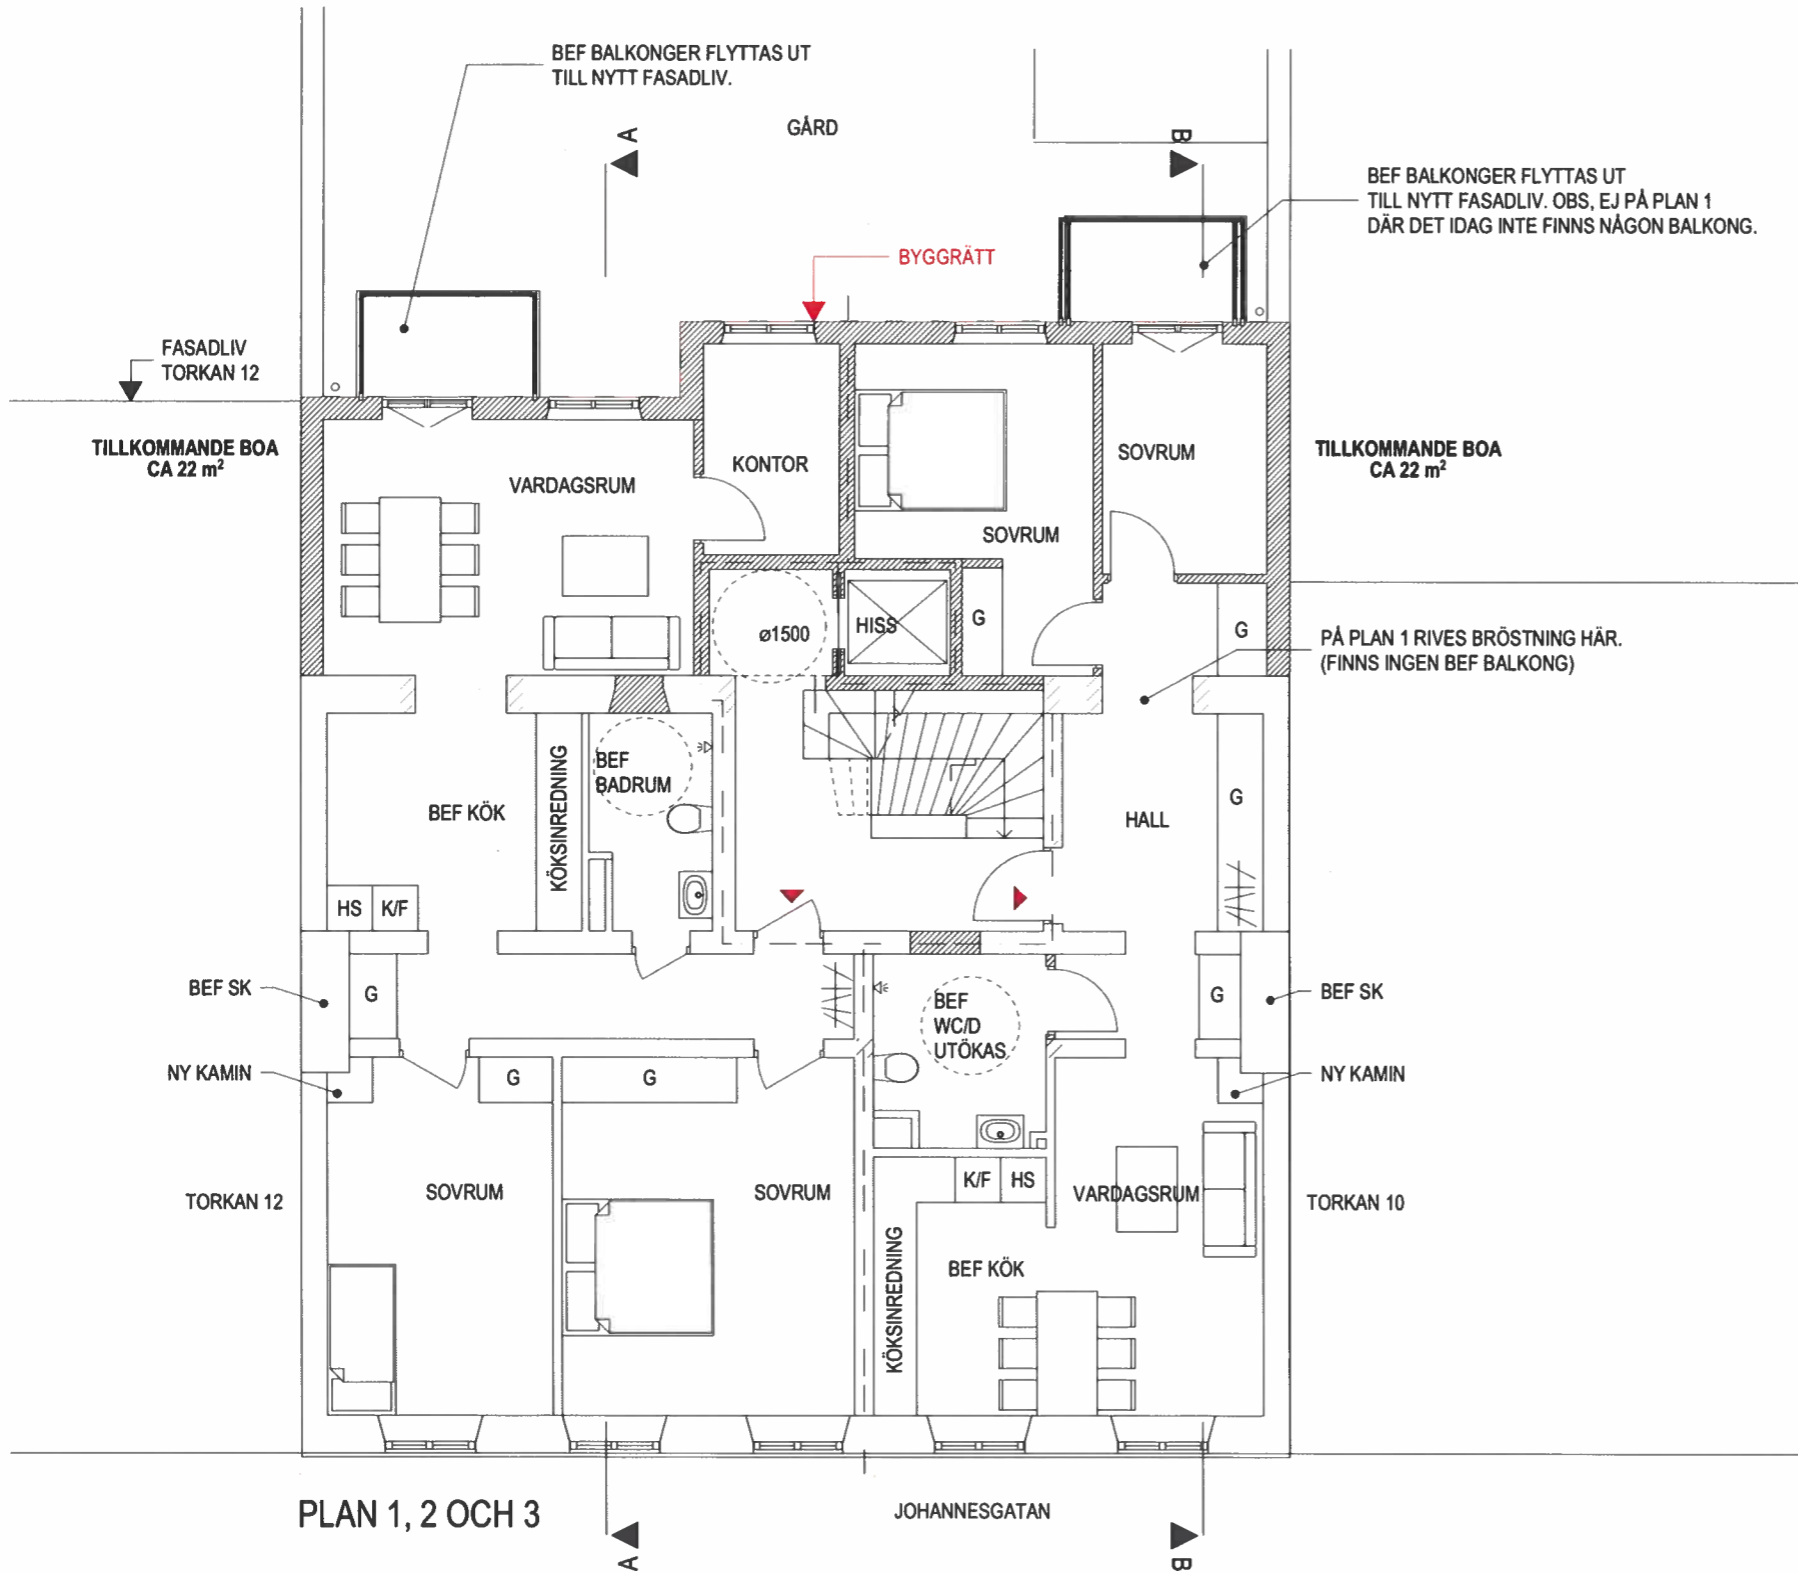 BEF BALKONGER FLYTTAS UT
TILL NYTT FASADLIV.
GÅRD
A
B
BEF BALKONGER FLYTTAS UT
TILL NYTT FASADLIV. OBS, EJ PÅ PLAN 1
DÄR DET IDAG INTE FINNS NÅGON BALKONG.
BYGGRÄTT
FASADLIV
TORKAN 12
TILLKOMMANDE BOA
CA 22 m²
VARDAGSRUM
KONTOR
SOVRUM
SOVRUM
TILLKOMMANDE BOA
CA 22 m²
ø1500
HISS
G
G
PÅ PLAN 1 RIVES BRÖSTNING HÄR.
(FINNS INGEN BEF BALKONG)
BEF KÖK
KÖKSINREDNING
BEF
BADRUM
HALL
G
HS
K/F
BEF SK
G
BEF
WC/D
UTÖKAS
G
BEF SK
NY KAMIN
G
G
NY KAMIN
TORKAN 12
SOVRUM
SOVRUM
K/F
HS
VARDAGSRUM
TORKAN 10
KÖKSINREDNING
BEF KÖK
PLAN 1, 2 OCH 3
JOHANNESGATAN
A
B